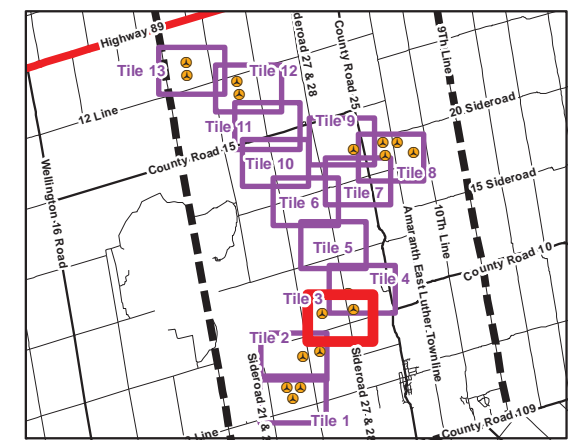 Highway 89
Sideroad 27 & 28
County Road 25
9Th Line
Tile 13
Tile 12
12 Line
Tile 11
Tile 9
20 Sideroad
County Road 15
Tile 10
Tile 8
Wellington 16 Road
Tile 7
15 Sideroad
Tile 6
Amaranth East Luther Townline
10Th Line
Tile 5
County Road 10
Tile 4
Tile 3
Tile 2
Sideroad 21 &
Sideroad 27 & 28
Tile 1
Line
County Road 109